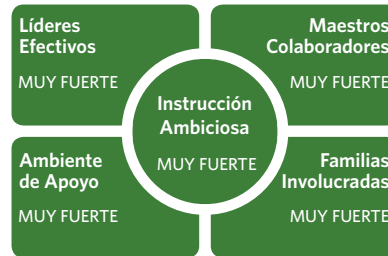 Líderes
Efectivos
MUY FUERTE
Maestros
Colaboradores
MUY FUERTE
Instrucción
Ambiciosa
MUY FUERTE
Ambiente
de Apoyo
MUY FUERTE
Familias
Involucradas
MUY FUERTE